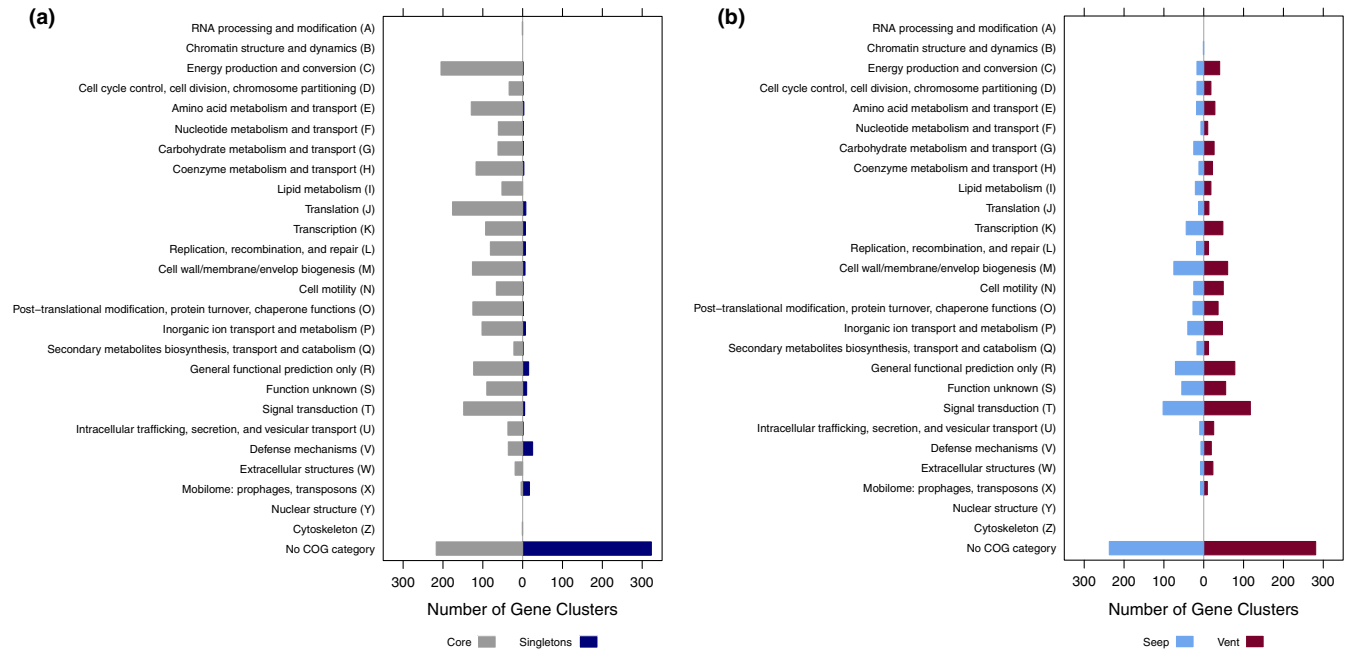 (a)
RNA processing and modification (A)
Chromatin structure and dynamics (B)
Energy production and conversion (C)
Cell cycle control, cell division, chromosome partitioning (D)
Amino acid metabolism and transport (E)
Nucleotide metabolism and transport (F)
Carbohydrate metabolism and transport (G)
Coenzyme metabolism and transport (H)
Lipid metabolism (I)
Translation (J)
Transcription (K)
Replication, recombination, and repair (L)
Cell wall/membrane/envelop biogenesis (M)
Cell motility (N)
Post−translational modification, protein turnover, chaperone functions (O)
Inorganic ion transport and metabolism (P)
Secondary metabolites biosynthesis, transport and catabolism (Q)
General functional prediction only (R)
Function unknown (S)
Signal transduction (T)
Intracellular trafficking, secretion, and vesicular transport (U)
Defense mechanisms (V)
Extracellular structures (W)
Mobilome: prophages, transposons (X)
Nuclear structure (Y)
Cytoskeleton (Z)
No COG category
300 200 100 0 100 200 300
Number of Gene Clusters
Core Singletons
(b)
RNA processing and modification (A)
Chromatin structure and dynamics (B)
Energy production and conversion (C)
Cell cycle control, cell division, chromosome partitioning (D)
Amino acid metabolism and transport (E)
Nucleotide metabolism and transport (F)
Carbohydrate metabolism and transport (G)
Coenzyme metabolism and transport (H)
Lipid metabolism (I)
Translation (J)
Transcription (K)
Replication, recombination, and repair (L)
Cell wall/membrane/envelop biogenesis (M)
Cell motility (N)
Post−translational modification, protein turnover, chaperone functions (O)
Inorganic ion transport and metabolism (P)
Secondary metabolites biosynthesis, transport and catabolism (Q)
General functional prediction only (R)
Function unknown (S)
Signal transduction (T)
Intracellular trafficking, secretion, and vesicular transport (U)
Defense mechanisms (V)
Extracellular structures (W)
Mobilome: prophages, transposons (X)
Nuclear structure (Y)
Cytoskeleton (Z)
No COG category
300 200 100 0 100 200 300
Number of Gene Clusters
Seep Vent